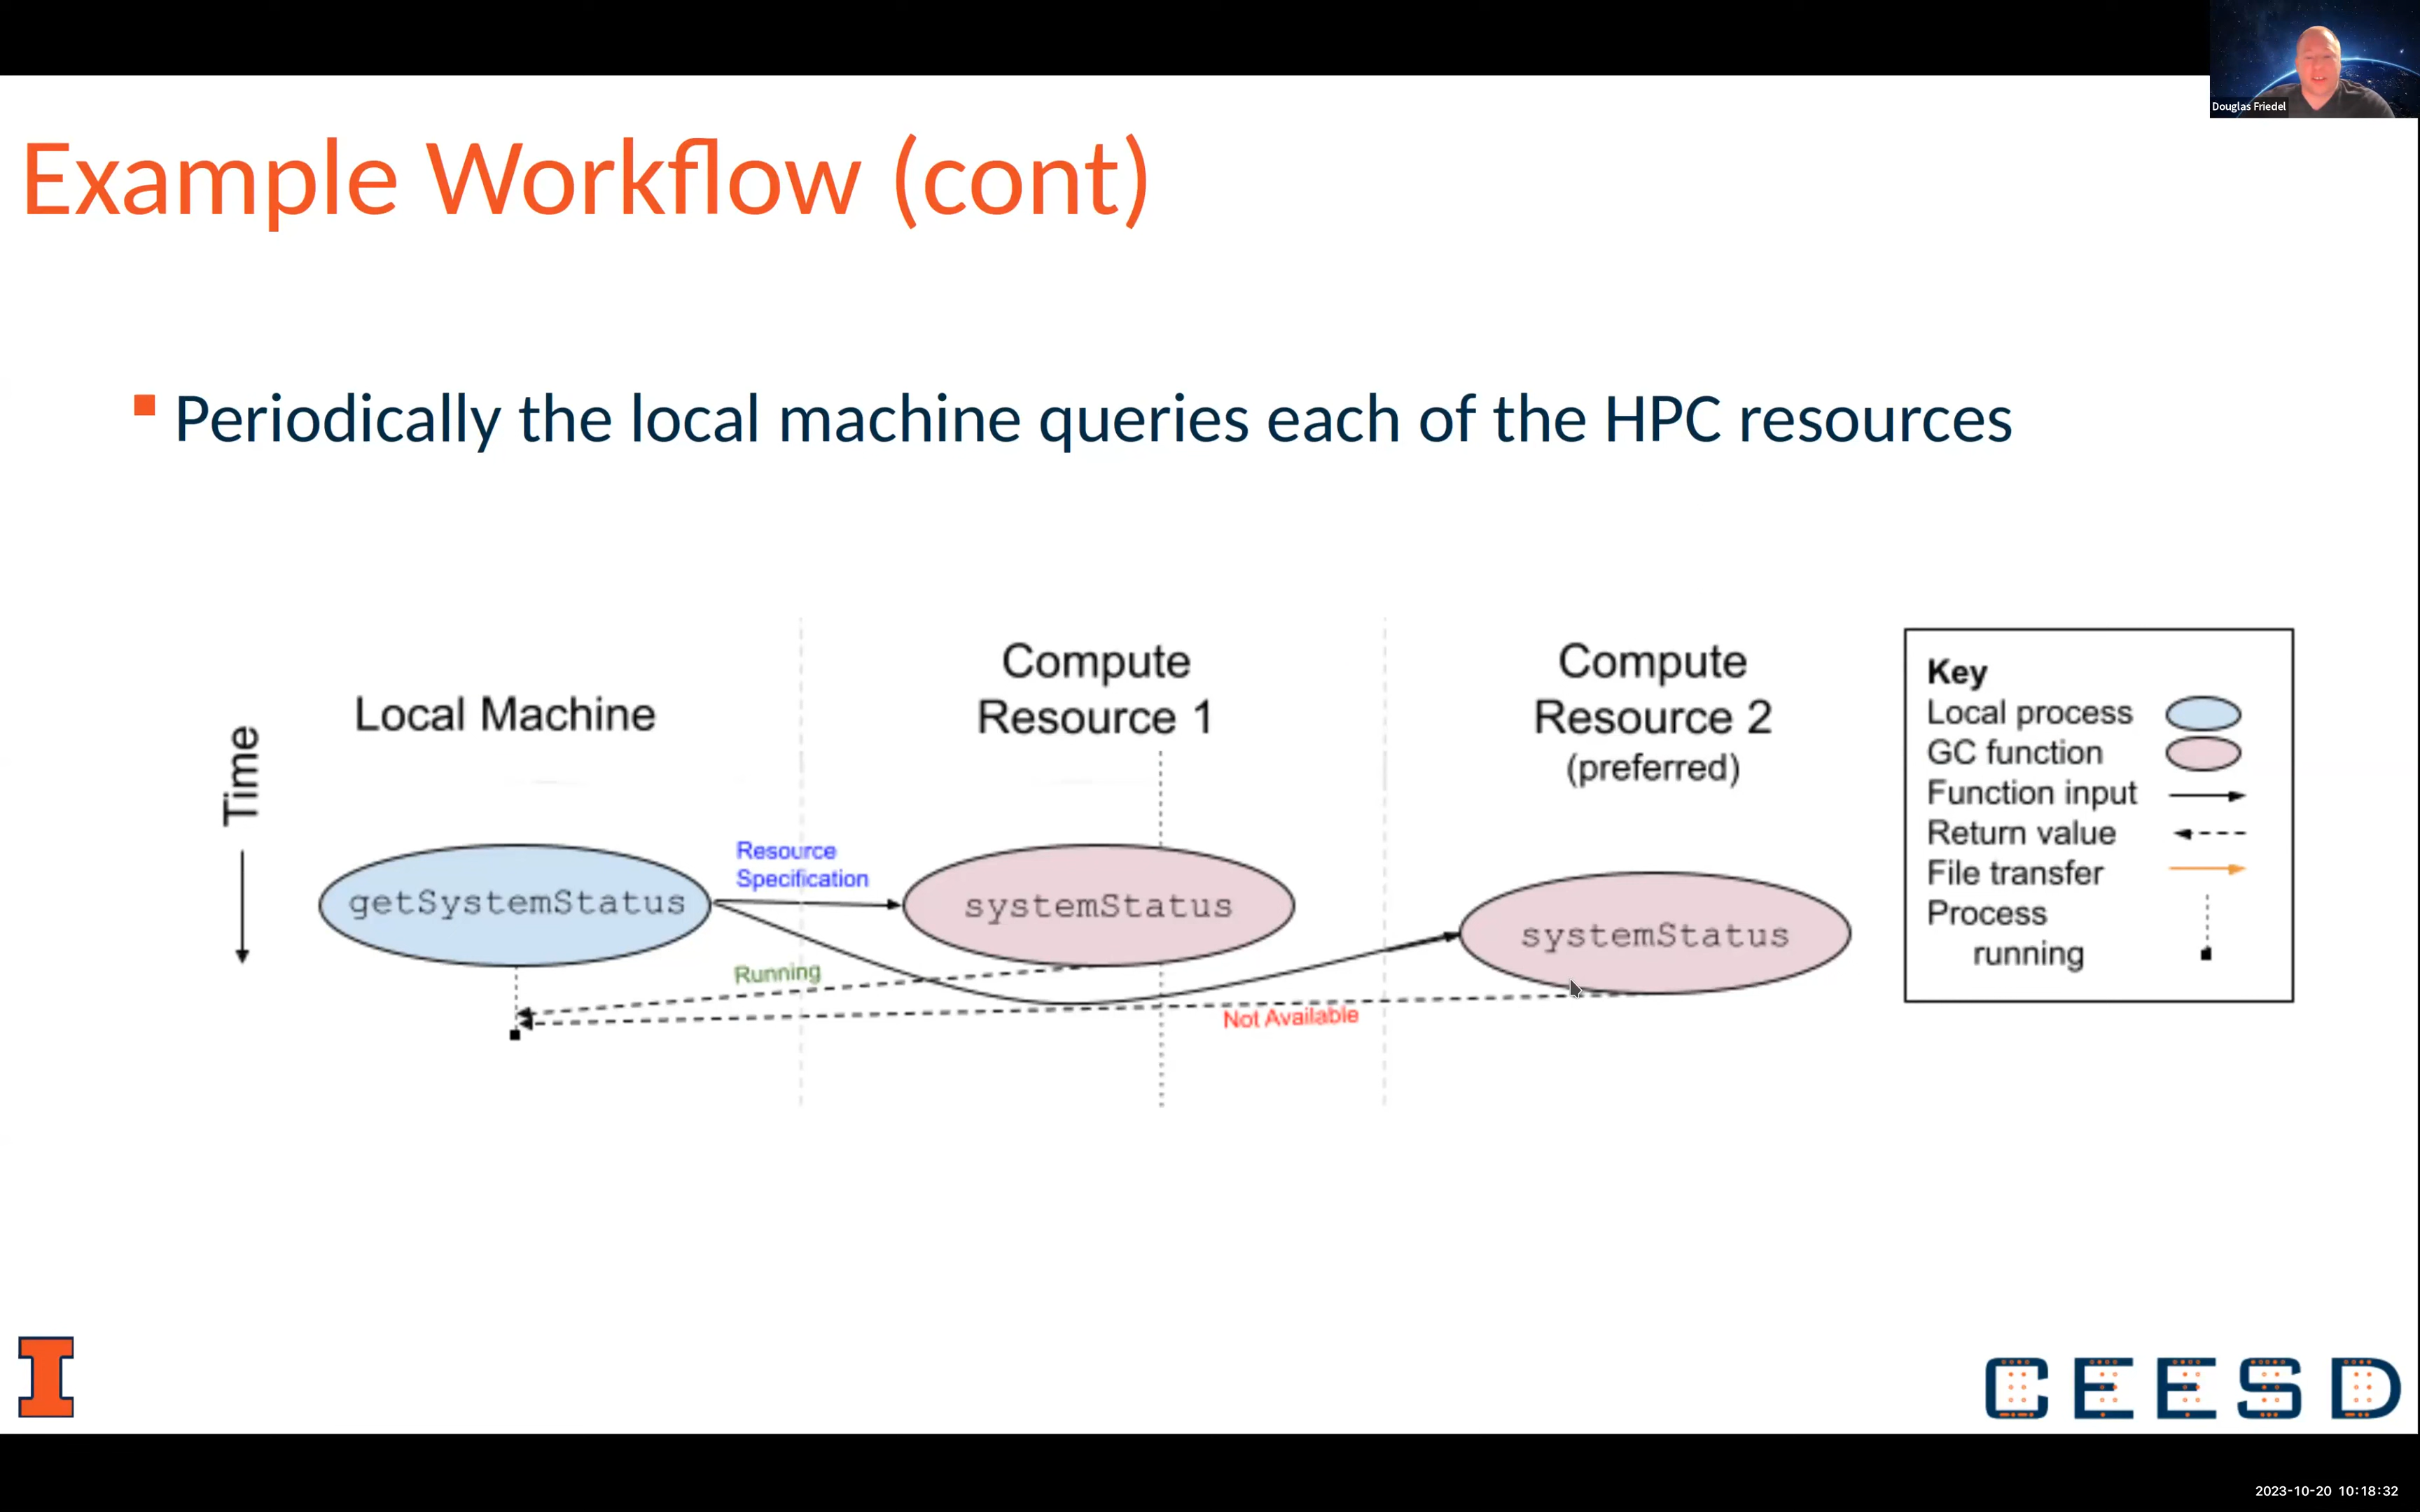 Douglas Friedel
Example Workflow (cont)
Periodically the local machine queries each of the HPC resources
Time
Local Machine
Compute
Resource 1
Compute
Resource 2
(preferred)
getSystemStatus
Resource
Specification
systemStatus
systemStatus
Running
Not Available
Key
Local process
GC function
Function input
Return value
File transfer
Process
running
I
CEESD
2023-10-20 10:18:32